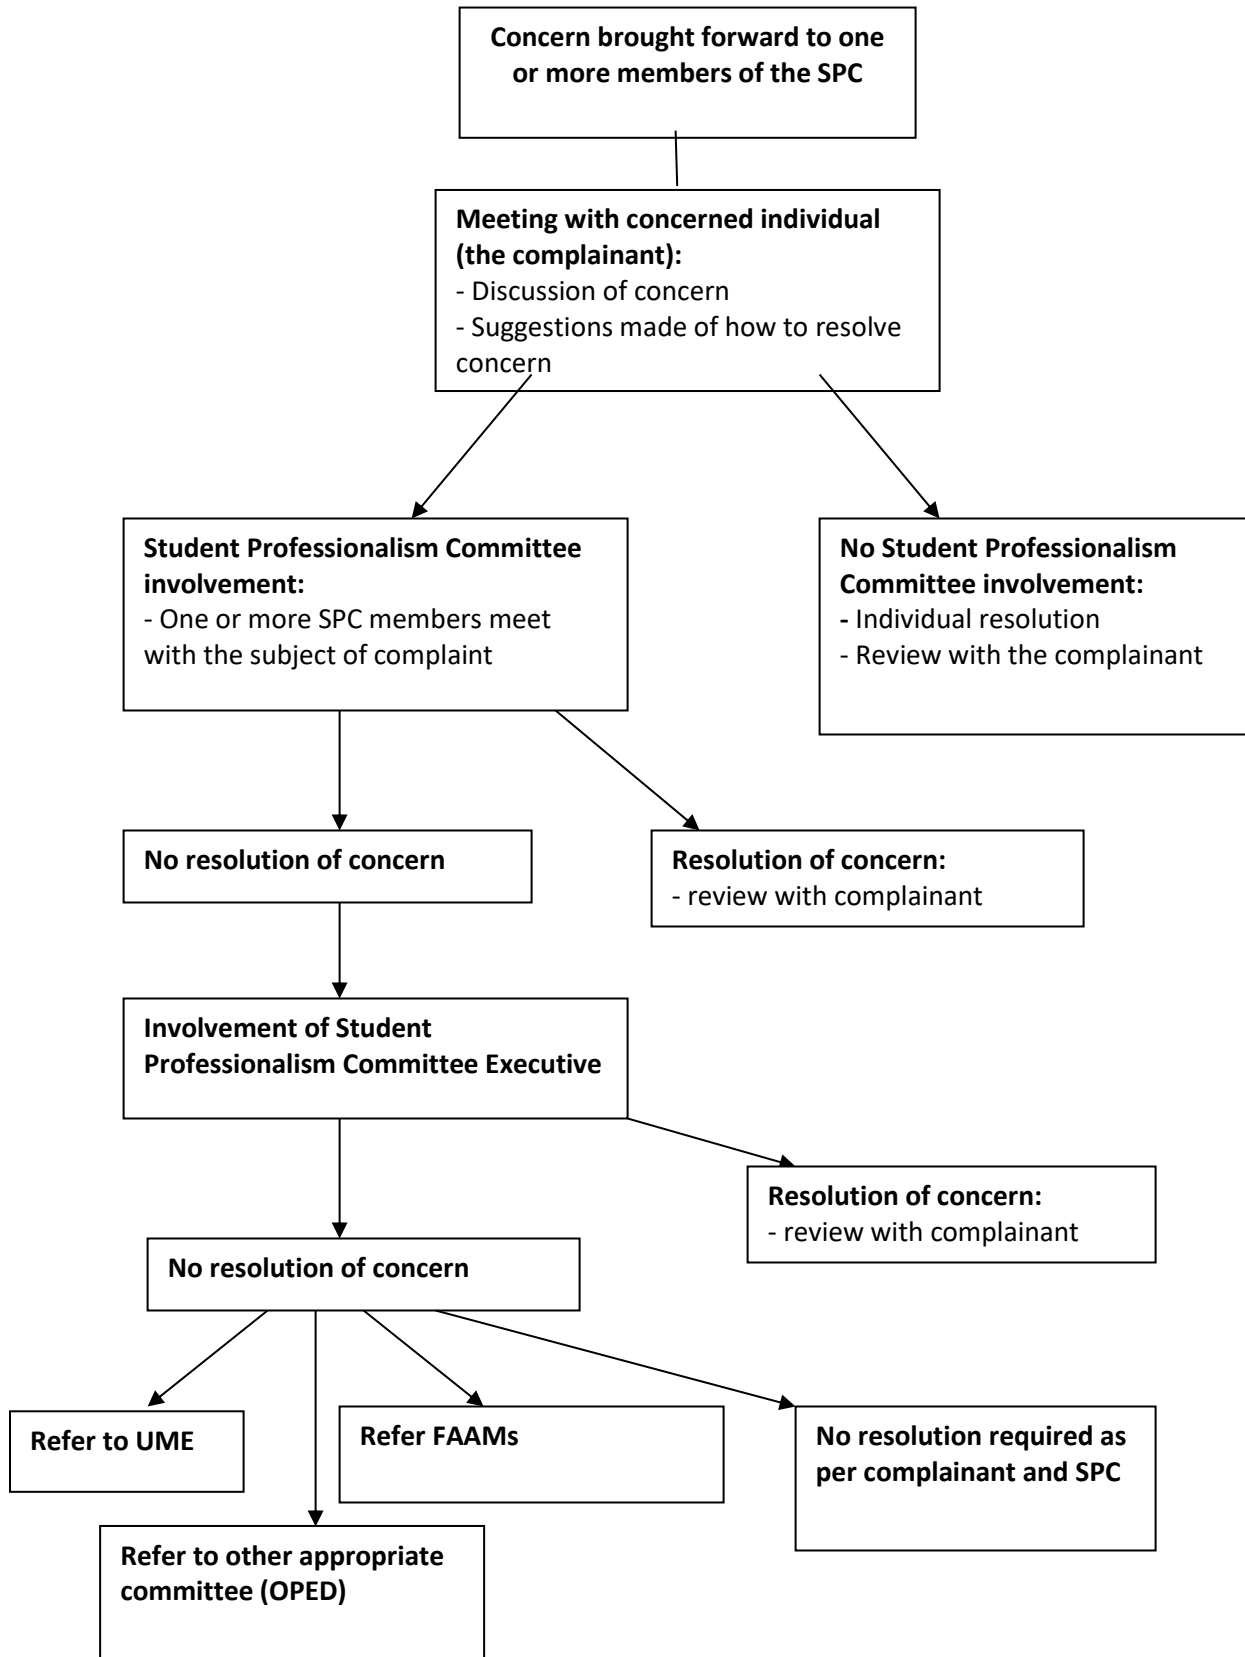 Concern brought forward to one
or more members of the SPC
Meeting with concerned individual
(the complainant):
- Discussion of concern
- Suggestions made of how to resolve
concern
Student Professionalism Committee
involvement:
- One or more SPC members meet
with the subject of complaint
No Student Professionalism
Committee involvement:
- Individual resolution
- Review with the complainant
No resolution of concern
Resolution of concern:
- review with complainant
Involvement of Student
Professionalism Committee Executive
Resolution of concern:
- review with complainant
No resolution of concern
Refer to UME
Refer FAAMs
No resolution required as
per complainant and SPC
Refer to other appropriate
committee (OPED)